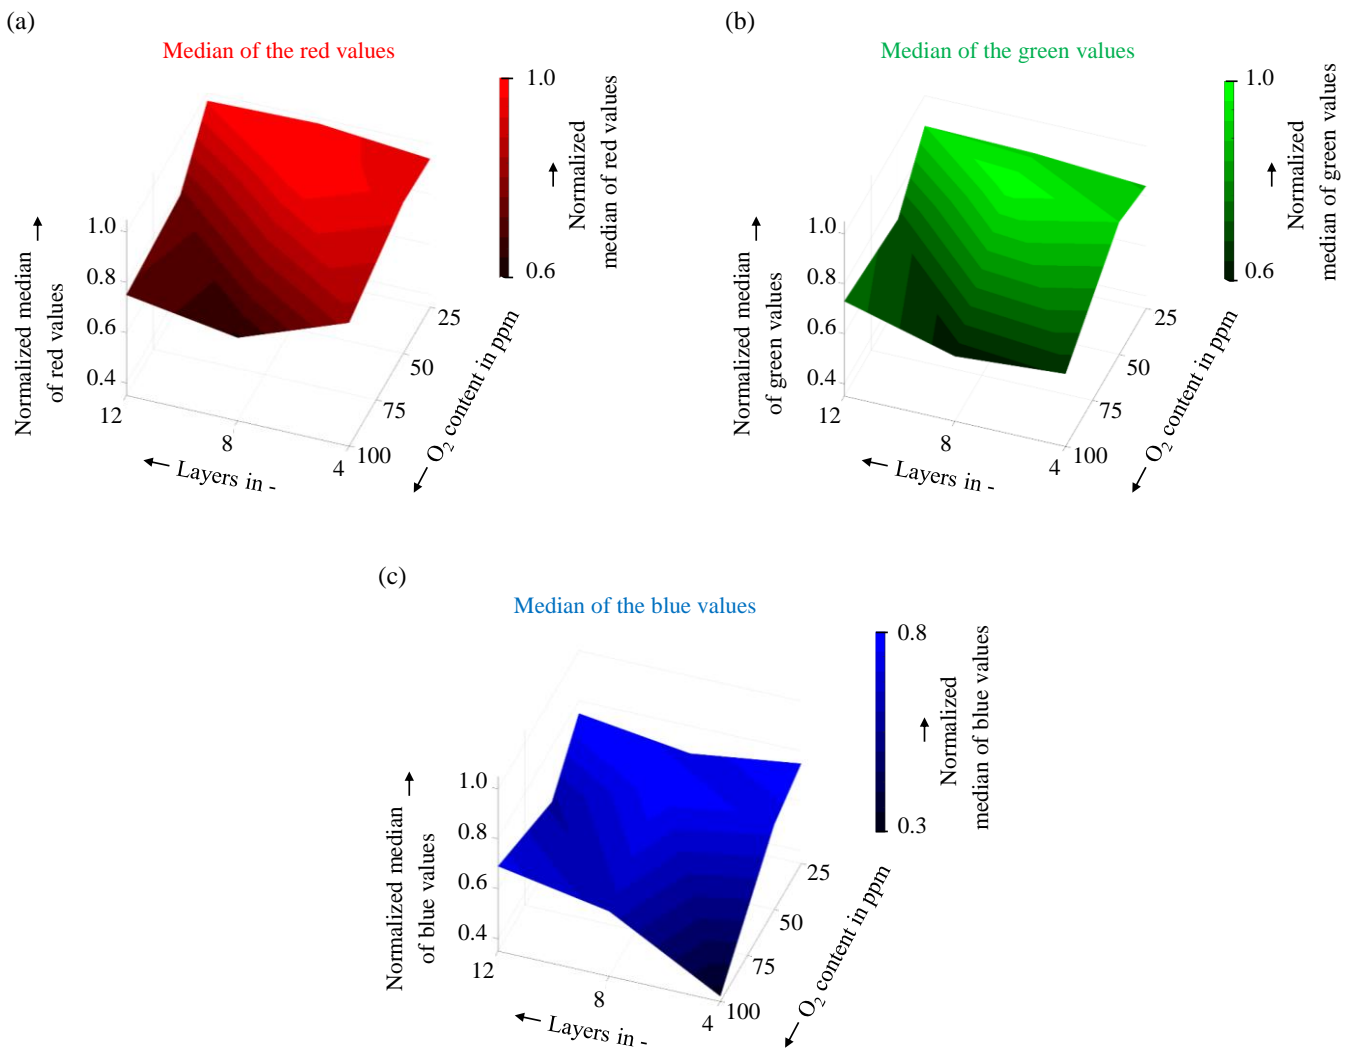 (a)
Median of the red values
1.0
0.6
Normalized
median of red values
Normalized median
of red values
1.0
0.8
0.6
0.4
12
8
4
Layers in -
25
50
75
100
O2 content in ppm
(b)
Median of the green values
1.0
0.6
Normalized
median of green values
Normalized median
of green values
1.0
0.8
0.6
0.4
12
8
4
Layers in -
25
50
75
100
O2 content in ppm
(c)
Median of the blue values
0.8
0.3
Normalized
median of blue values
Normalized median
of blue values
1.0
0.8
0.6
0.4
12
8
4
Layers in -
25
50
75
100
O2 content in ppm